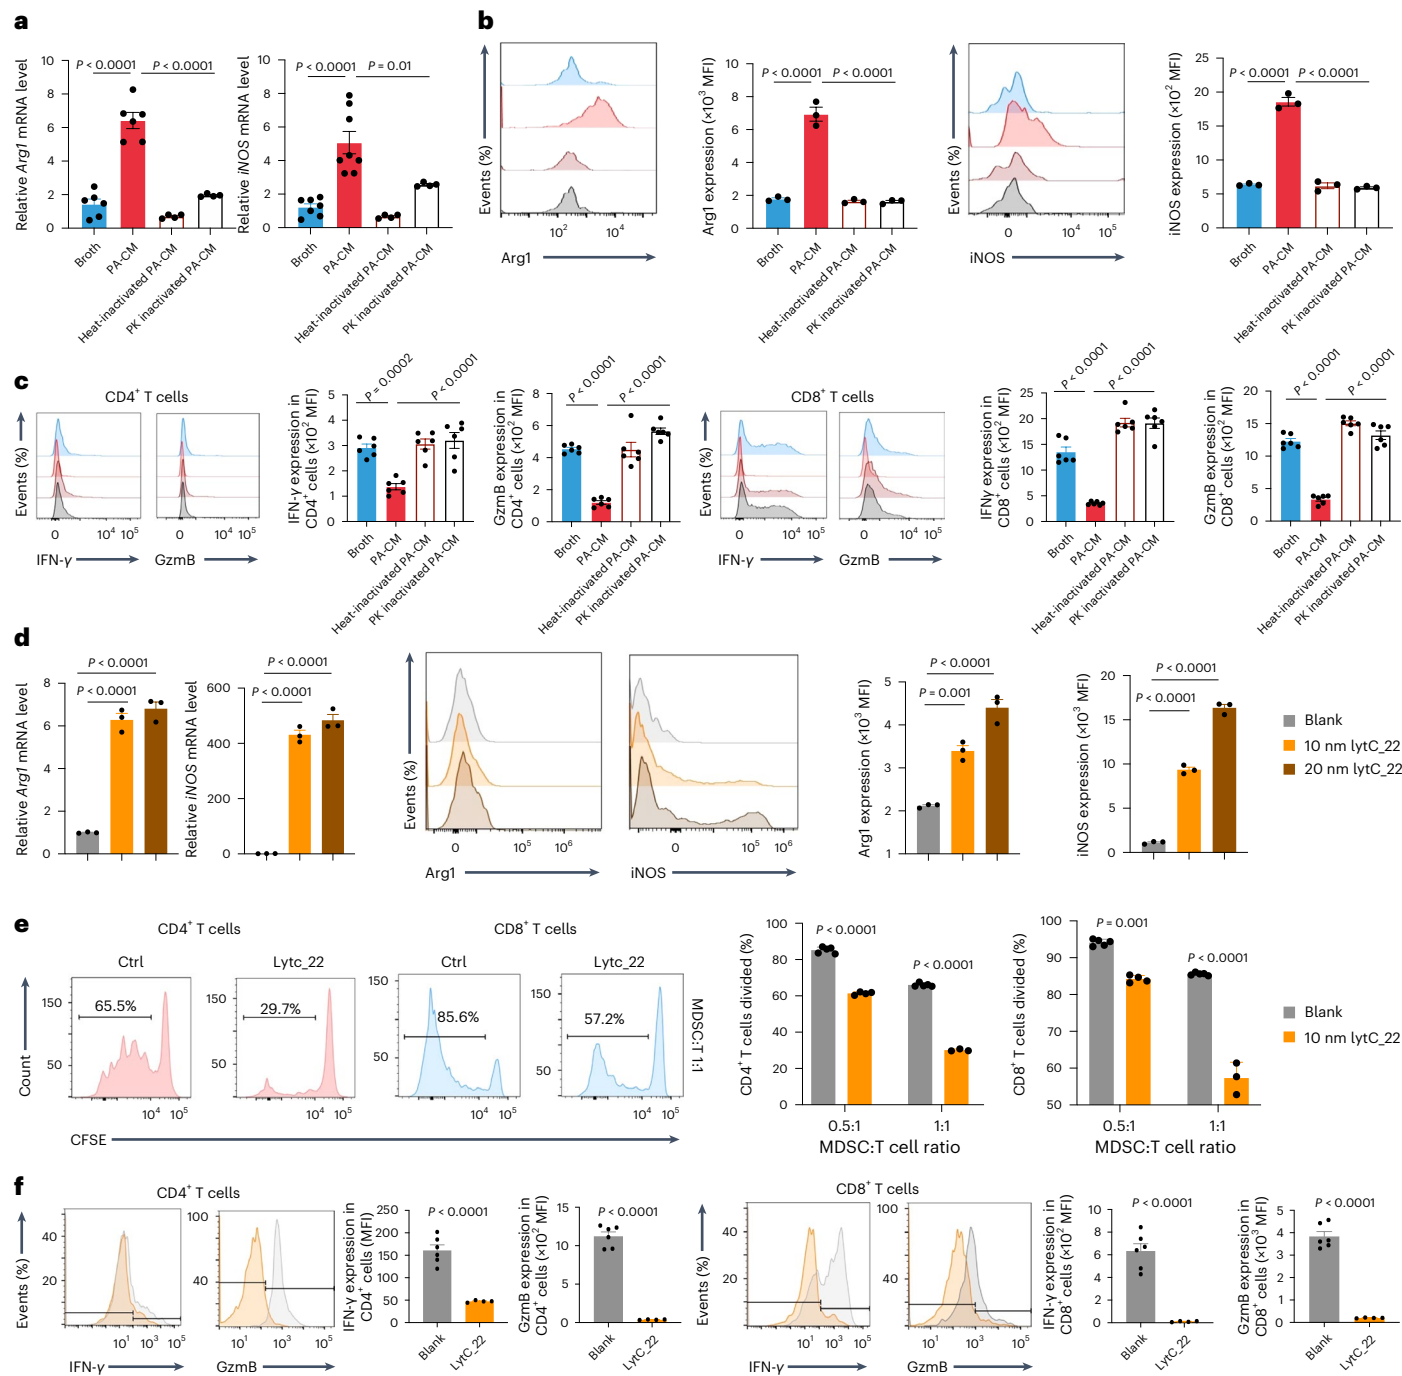 a
Relative Arg1 mRNA level
10
8
6
4
2
0
P < 0.0001
P < 0.0001
Broth
PA-CM
Heat-inactivated PA-CM
PK inactivated PA-CM
Relative iNOS mRNA level
10
8
6
4
2
0
P < 0.0001
P = 0.01
Broth
PA-CM
Heat-inactivated PA-CM
PK inactivated PA-CM
b
Events (%)
10² 10⁴
Arg1
Arg1 expression (×10³ MFI)
10
8
6
4
2
0
P < 0.0001 P < 0.0001
Broth
PA-CM
Heat-inactivated PA-CM
PK inactivated PA-CM
Events (%)
0 10⁴ 10⁵
iNOS
iNOS expression (×10² MFI)
25
20
15
10
5
0
P < 0.0001 P < 0.0001
Broth
PA-CM
Heat-inactivated PA-CM
PK inactivated PA-CM
c
CD4⁺ T cells
Events (%)
0 10⁴ 10⁵
IFN-γ
0 10⁴ 10⁵
GzmB
IFN-γ expression in
CD4⁺ cells (×10² MFI)
5
4
3
2
1
0
P = 0.0002
P < 0.0001
Broth
PA-CM
Heat-inactivated PA-CM
PK inactivated PA-CM
GzmB expression in
CD4⁺ cells (×10² MFI)
8
6
4
2
0
P < 0.0001
P < 0.0001
Broth
PA-CM
Heat-inactivated PA-CM
PK inactivated PA-CM
CD8⁺ T cells
Events (%)
0 10⁴ 10⁵
IFN-γ
0 10⁴ 10⁵
GzmB
IFNγ expression in
CD8⁺ cells (×10² MFI)
25
20
15
10
5
0
P < 0.0001
P < 0.0001
Broth
PA-CM
Heat-inactivated PA-CM
PK inactivated PA-CM
GzmB expression in
CD8⁺ cells (×10² MFI)
20
15
10
5
0
P < 0.0001
P < 0.0001
Broth
PA-CM
Heat-inactivated PA-CM
PK inactivated PA-CM
d
Relative Arg1 mRNA level
8
6
4
2
0
P < 0.0001
P < 0.0001
Relative iNOS mRNA level
600
400
200
0
P < 0.0001
P < 0.0001
Events (%)
0 10⁵ 10⁶
Arg1
0 10⁵ 10⁶
iNOS
Arg1 expression (×10³ MFI)
5
4
3
2
1
P < 0.0001
P = 0.001
iNOS expression (×10³ MFI)
20
15
10
5
0
P < 0.0001
P < 0.0001
Blank
10 nm lytC_22
20 nm lytC_22
e
CD4⁺ T cells
CD8⁺ T cells
Ctrl
Lytc_22
Ctrl
Lytc_22
Count
150
50
65.5%
10⁴ 10⁵
150
50
29.7%
10⁴ 10⁵
150
50
85.6%
10⁴ 10⁵
150
50
57.2%
10⁴ 10⁵
MDSC:T 1:1
CFSE
CD4⁺ T cells divided (%)
100
80
60
40
20
0
P < 0.0001
P < 0.0001
0.5:1 1:1
MDSC:T cell ratio
CD8⁺ T cells divided (%)
100
90
80
70
60
50
P = 0.001
P < 0.0001
0.5:1 1:1
MDSC:T cell ratio
Blank
10 nm lytC_22
f
CD4⁺ T cells
Events (%)
40
20
10¹ 10³ 10⁵
IFN-γ
100
40
10¹ 10³ 10⁵
GzmB
IFN-γ expression in
CD4⁺ cells (MFI)
250
200
150
100
50
0
P < 0.0001
Blank
LytC_22
GzmB expression in
CD4⁺ cells (×10² MFI)
15
10
5
0
P < 0.0001
Blank
LytC_22
CD8⁺ T cells
Events (%)
40
20
10¹ 10³ 10⁵
IFN-γ
100
40
10¹ 10³ 10⁵
GzmB
IFN-γ expression in
CD8⁺ cells (×10² MFI)
10
8
6
4
2
0
P < 0.0001
Blank
LytC_22
GzmB expression in
CD8⁺ cells (×10³ MFI)
5
4
3
2
1
0
P < 0.0001
Blank
LytC_22